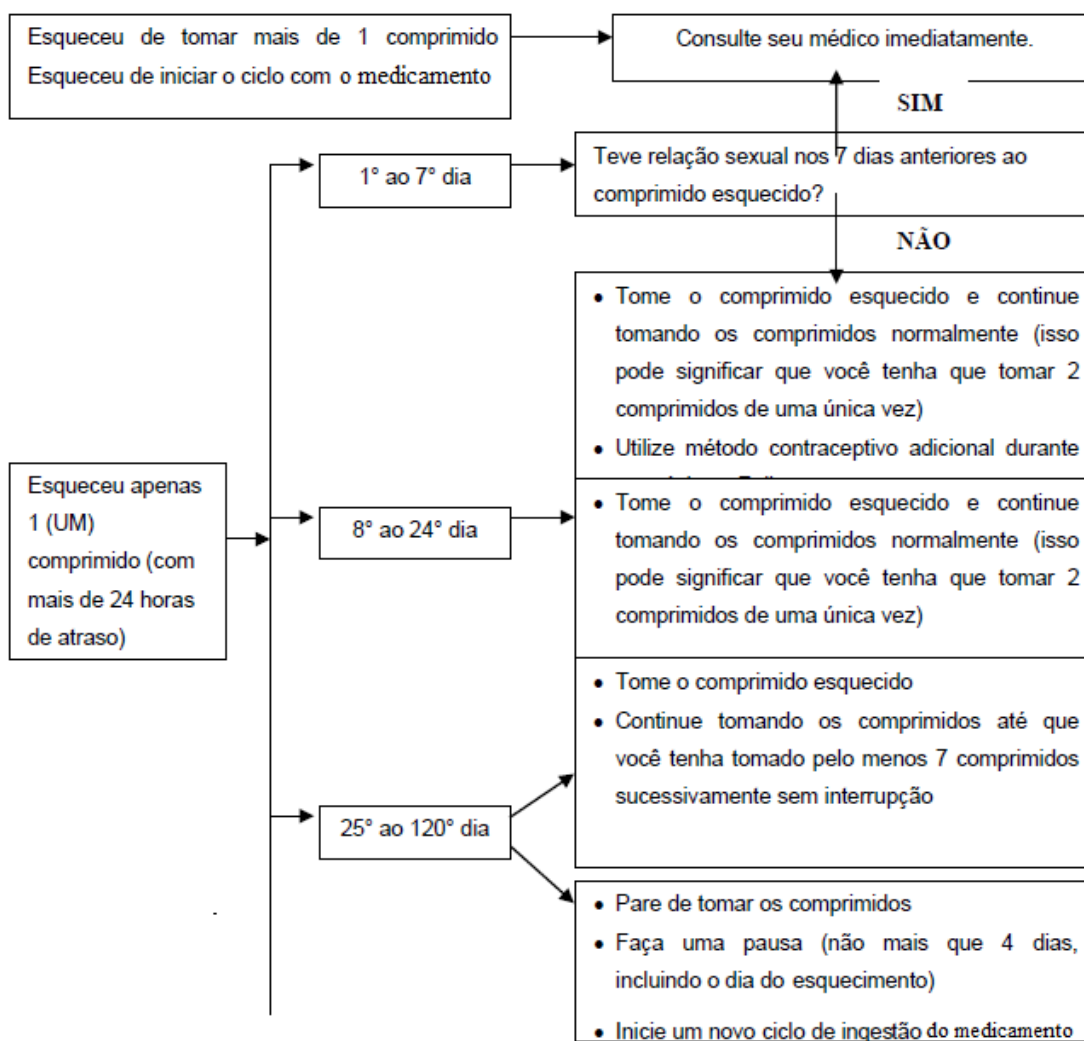 Esqueceu de tomar mais de 1 comprimido
Esqueceu de iniciar o ciclo com o medicamento
Consulte seu médico imediatamente.
SIM
1° ao 7° dia
Teve relação sexual nos 7 dias anteriores ao
comprimido esquecido?
NÃO
• Tome o comprimido esquecido e continue
tomando os comprimidos normalmente (isso
pode significar que você tenha que tomar 2
comprimidos de uma única vez)
• Utilize método contraceptivo adicional durante
Esqueceu apenas
1 (UM)
comprimido (com
mais de 24 horas
de atraso)
8° ao 24° dia
• Tome o comprimido esquecido e continue
tomando os comprimidos normalmente (isso
pode significar que você tenha que tomar 2
comprimidos de uma única vez)
25° ao 120° dia
• Tome o comprimido esquecido
• Continue tomando os comprimidos até que
você tenha tomado pelo menos 7 comprimidos
sucessivamente sem interrupção
• Pare de tomar os comprimidos
• Faça uma pausa (não mais que 4 dias,
incluindo o dia do esquecimento)
• Inicie um novo ciclo de ingestão do medicamento